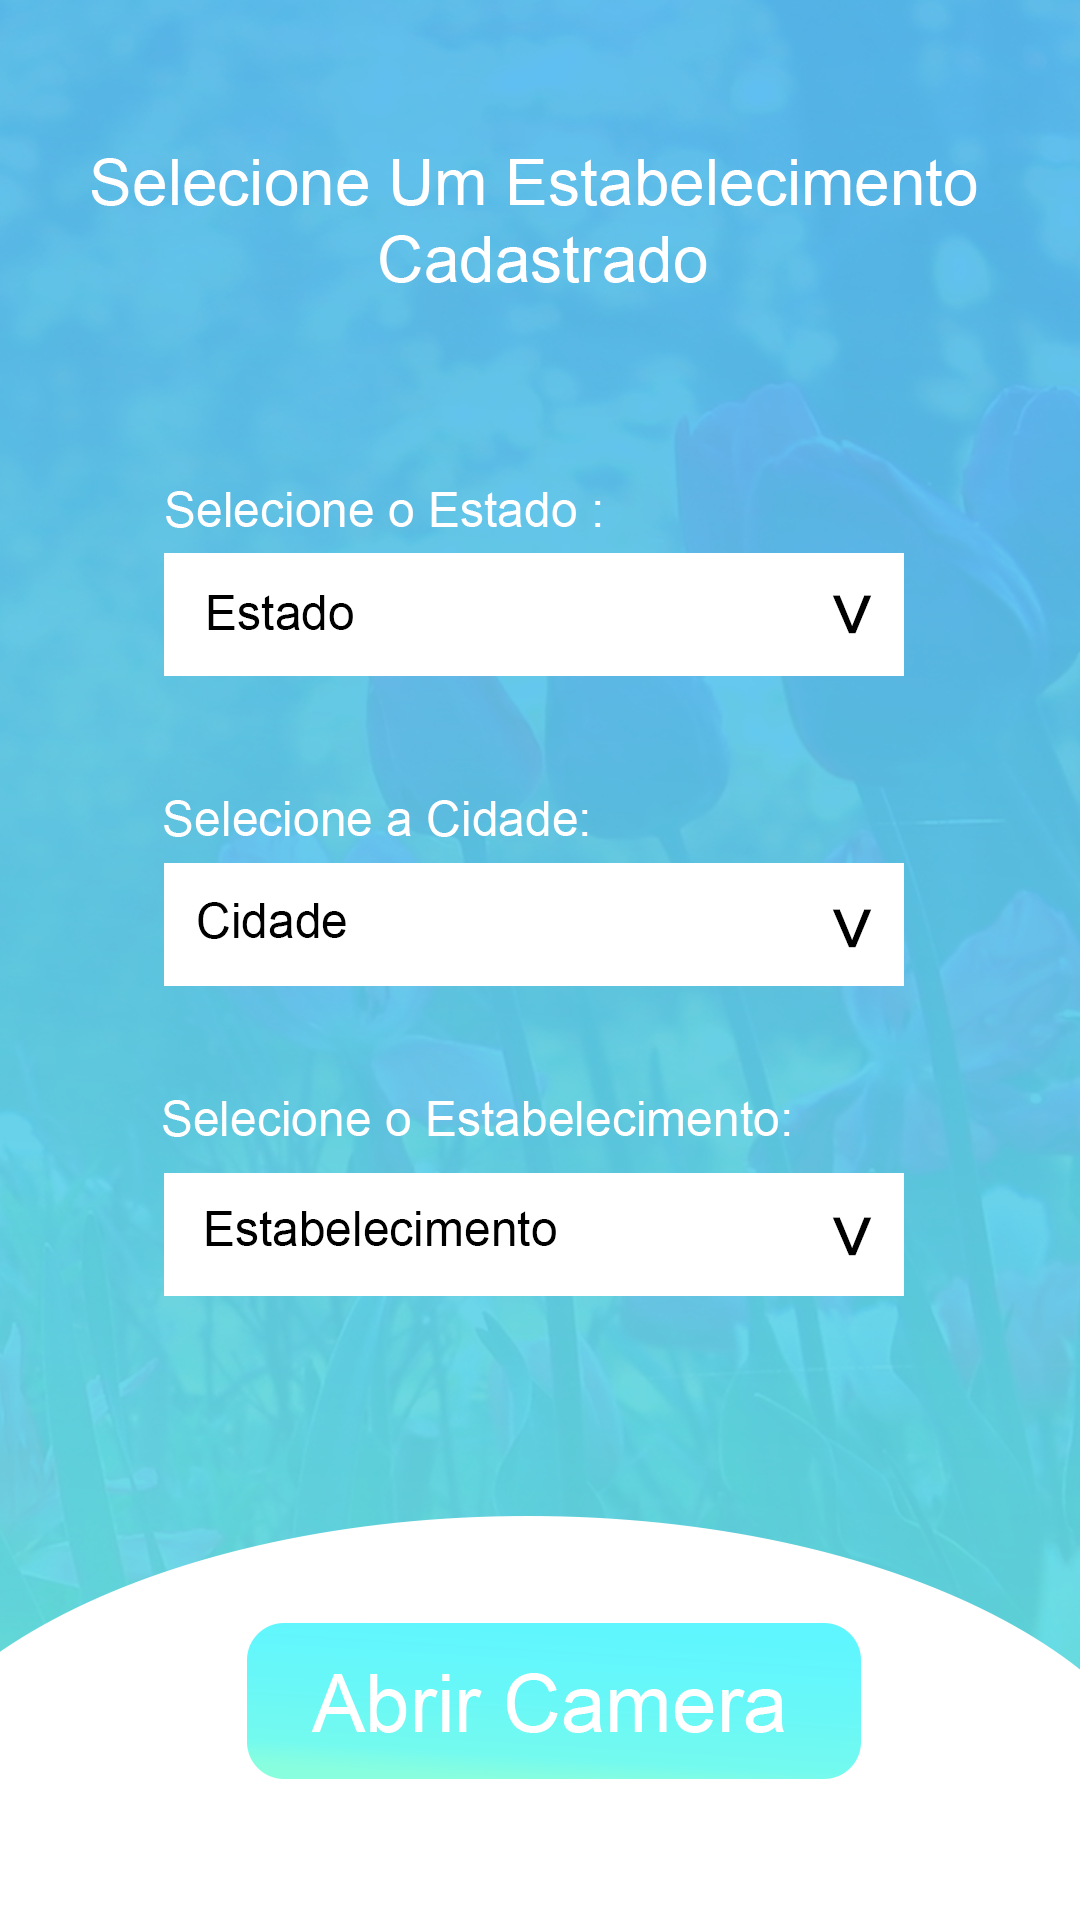 Selecione Um Estabelecimento
Cadastrado
Selecione o Estado :
Estado V
Selecione a Cidade:
Cidade V
Selecione o Estabelecimento:
Estabelecimento V
Abrir Camera